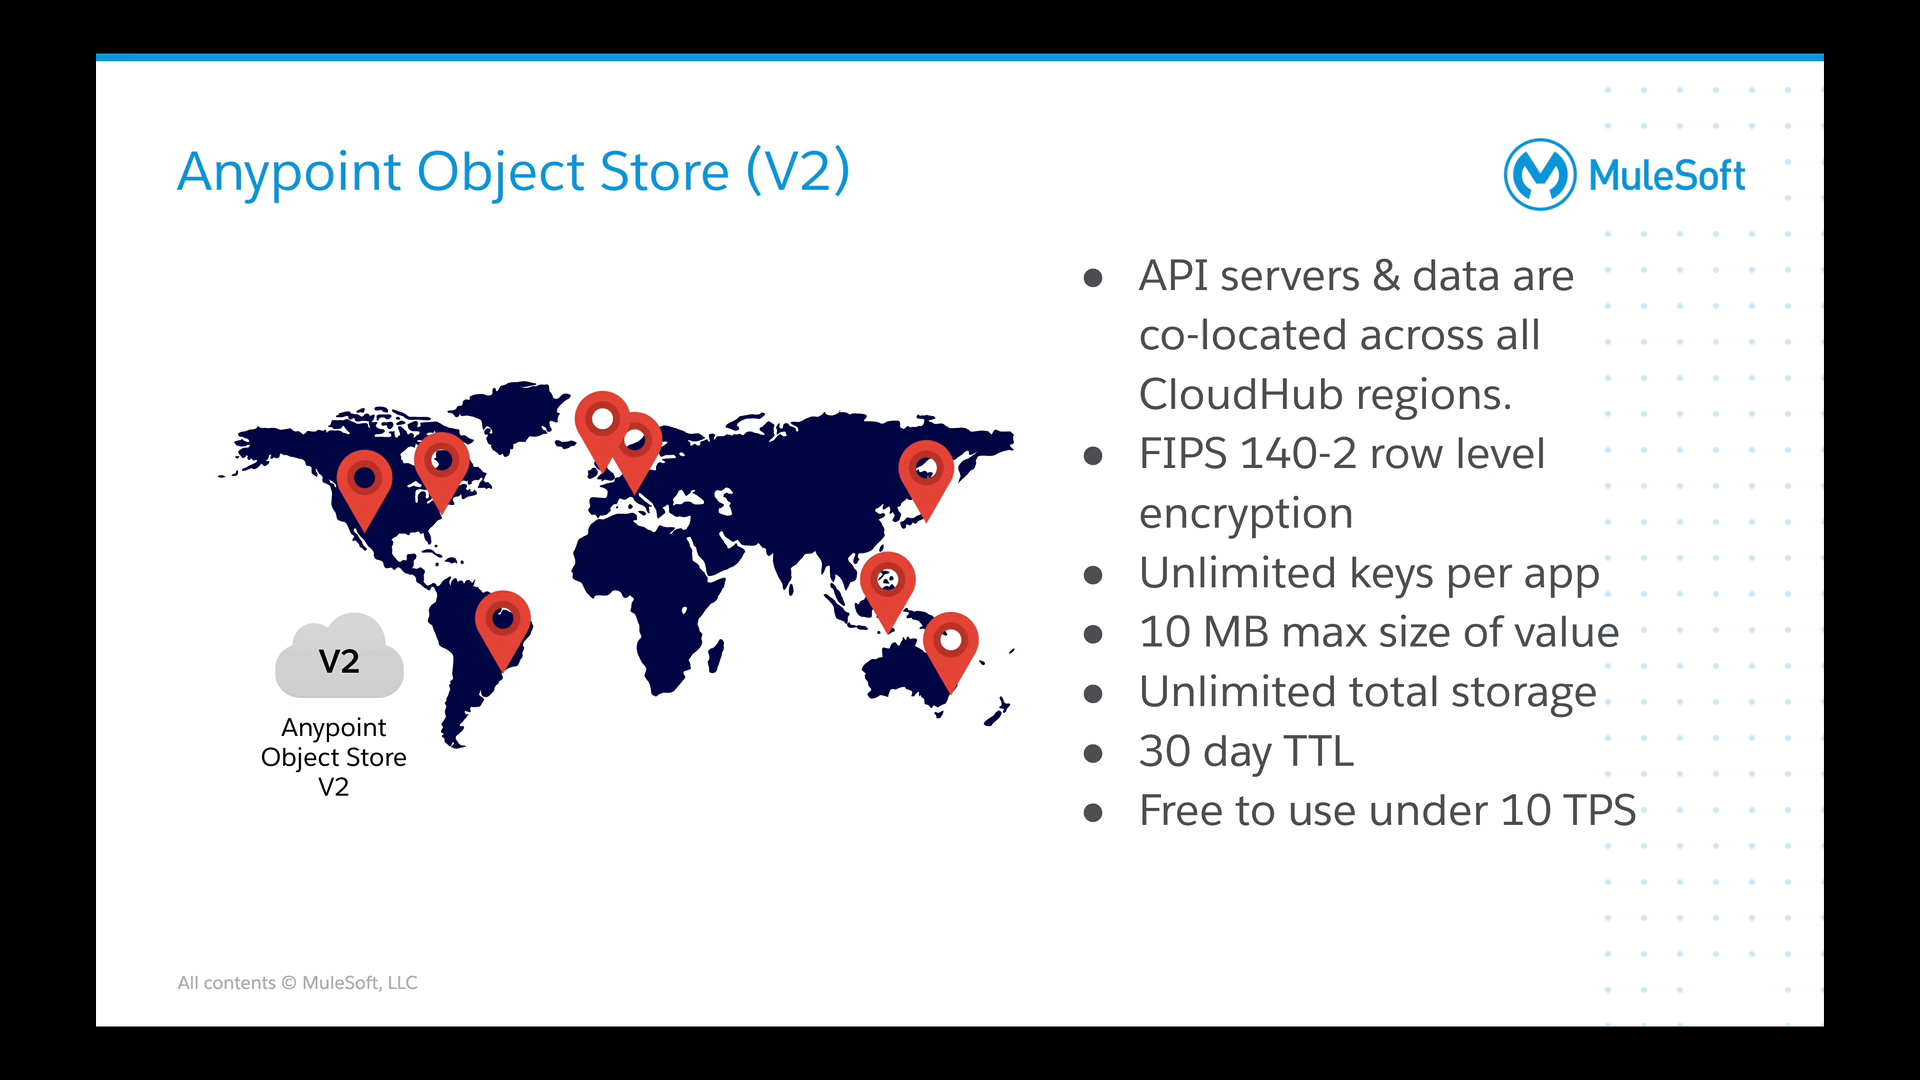 Anypoint Object Store (V2)
MuleSoft
● API servers & data are
co-located across all
CloudHub regions.
● FIPS 140-2 row level
encryption
● Unlimited keys per app
● 10 MB max size of value
● Unlimited total storage
● 30 day TTL
● Free to use under 10 TPS
V2
Anypoint
Object Store
V2
All contents © MuleSoft, LLC